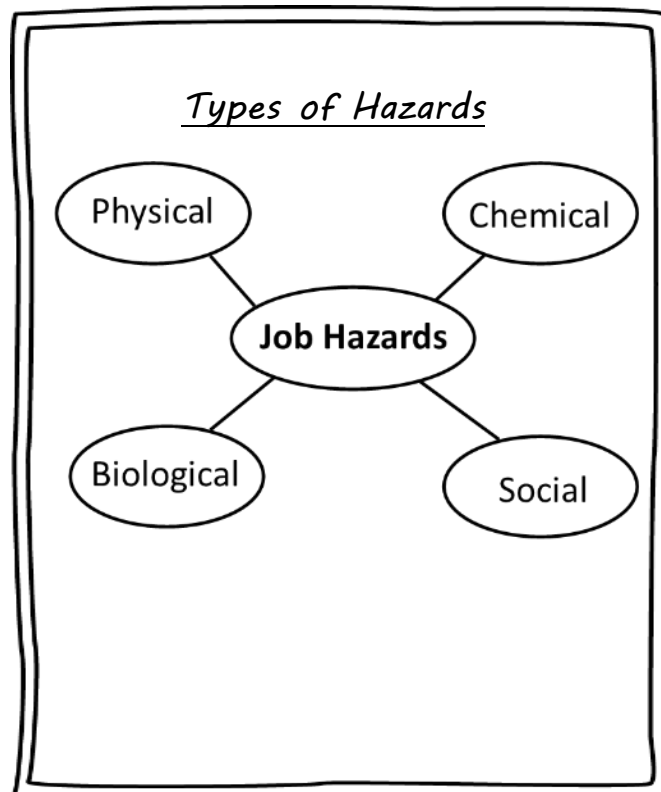 Types of Hazards
Physical
Chemical
Job Hazards
Biological
Social